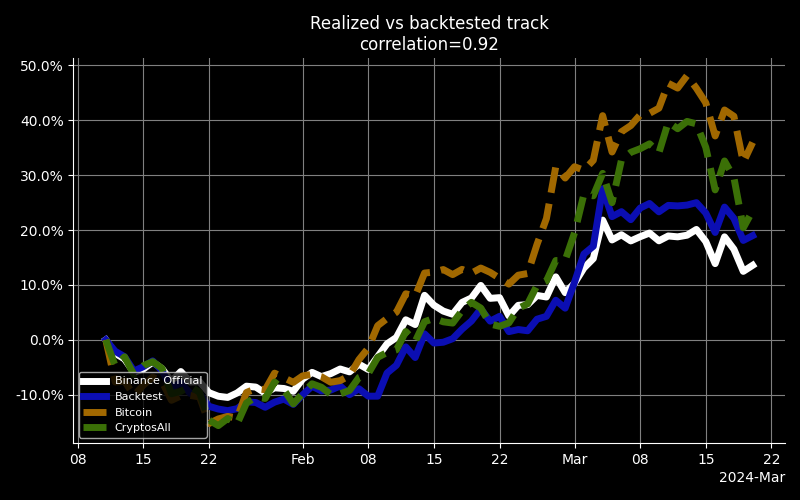 Realized vs backtested track
correlation=0.92
50.0%
40.0%
30.0%
20.0%
10.0%
0.0%
-10.0%
Binance Official
Backtest
Bitcoin
CryptosAll
08 15 22 Feb 08 15 22 Mar 08 15 22
2024-Mar